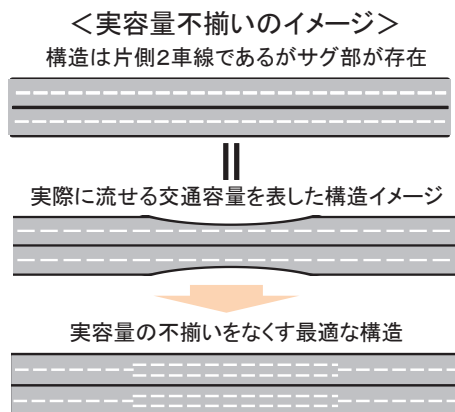 ＜実容量不揃いのイメージ＞
構造は片側2車線であるがサグ部が存在
実際に流せる交通容量を表した構造イメージ
実容量の不揃いをなくす最適な構造